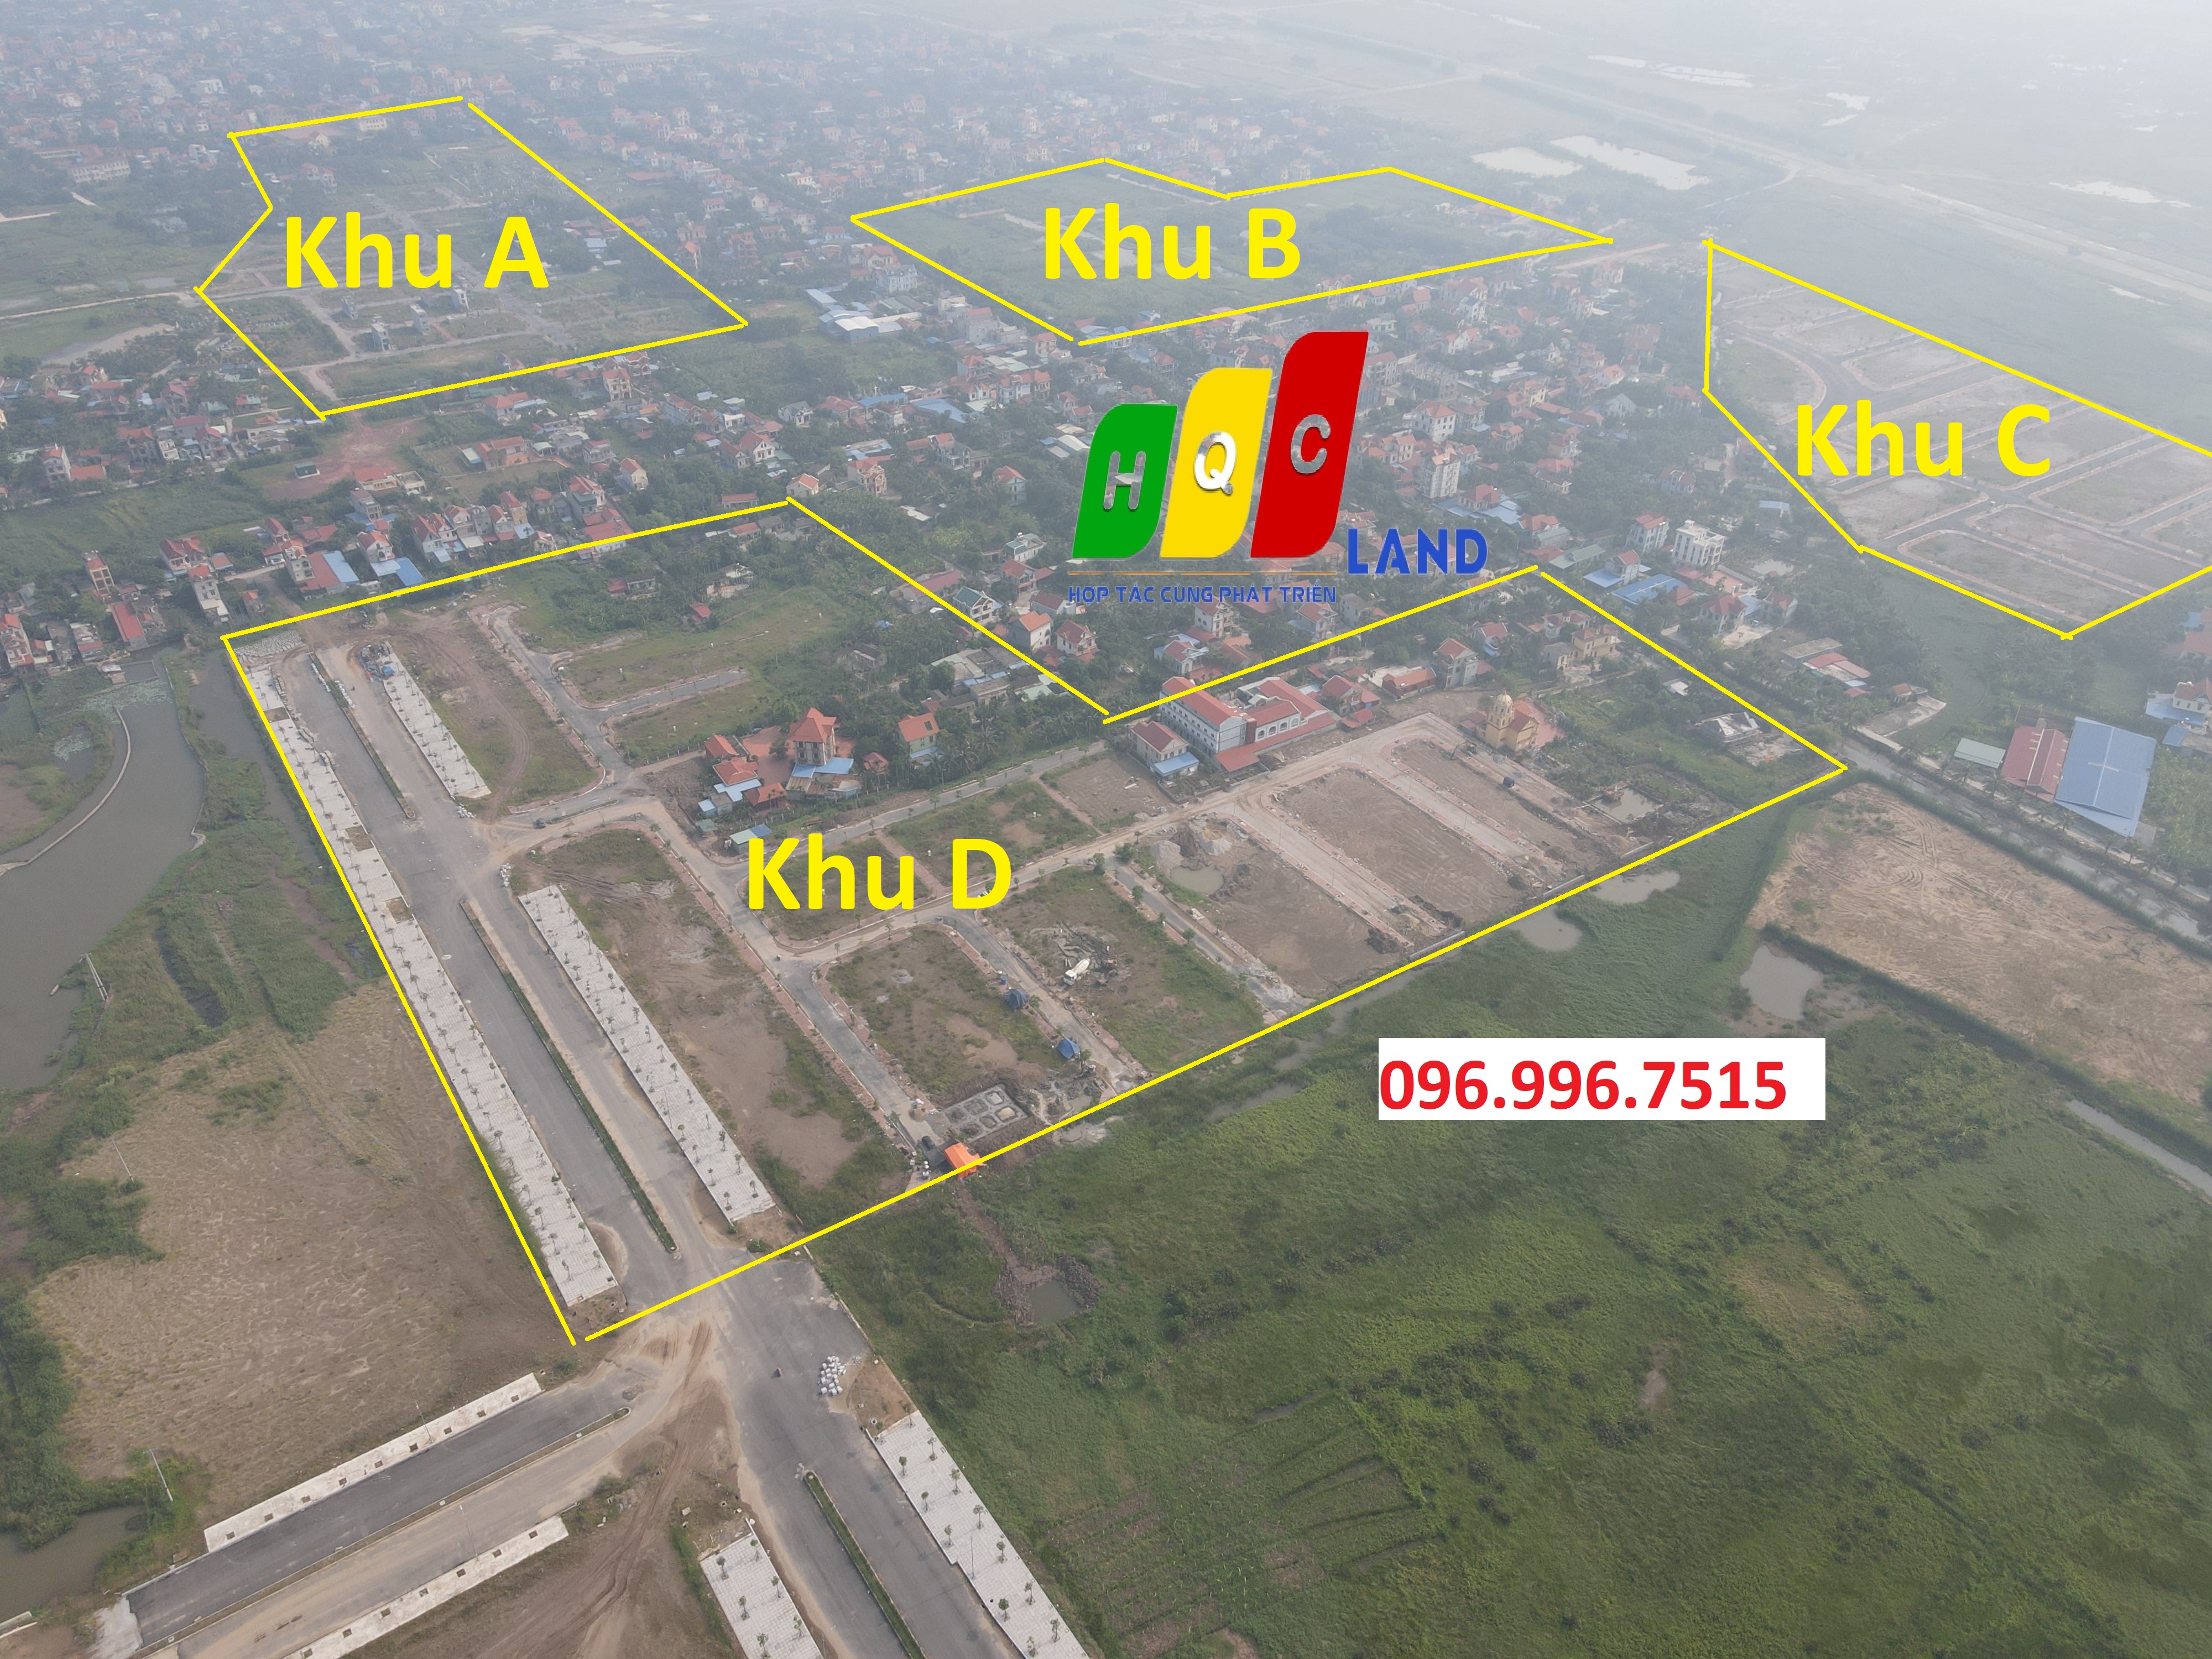 Khu A
Khu B
Khu C
HQC
LAND
HỢP TÁC CÙNG PHÁT TRIỂN
Khu D
096.996.7515